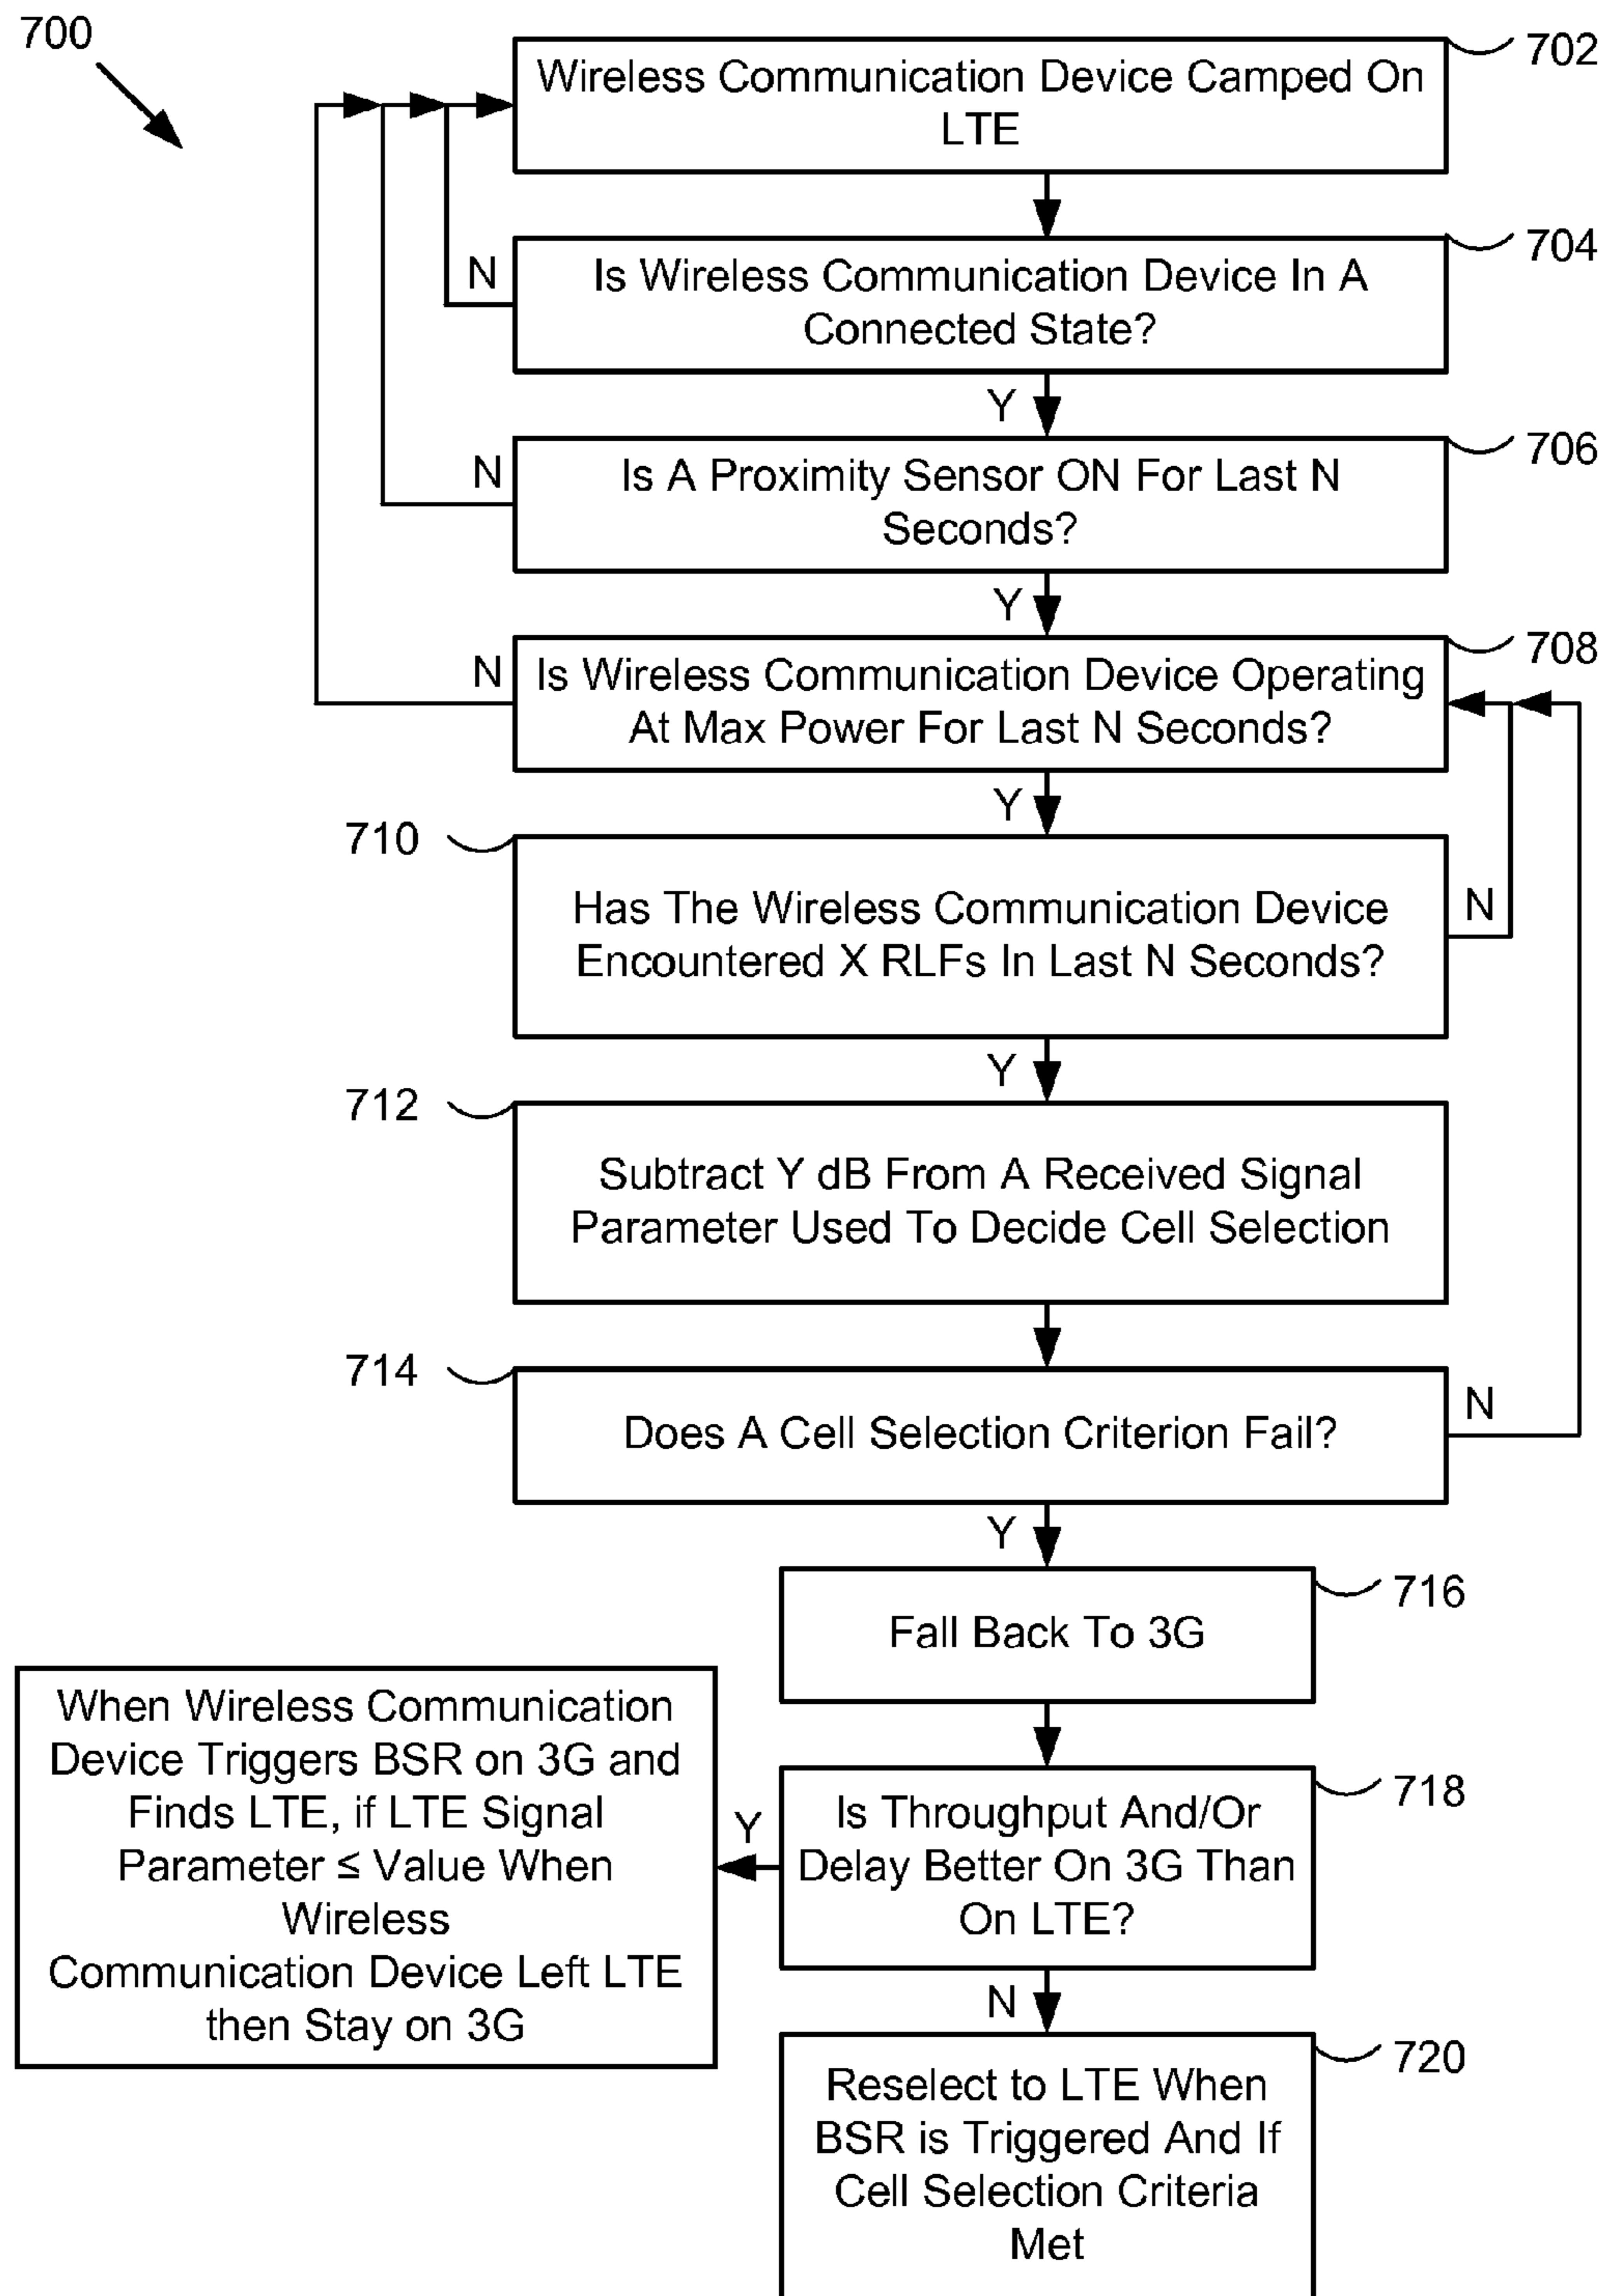 700
702
Wireless Communication Device Camped On
LTE
704
N
Is Wireless Communication Device In A
Connected State?
Y
706
N
Is A Proximity Sensor ON For Last N
Seconds?
Y
708
N
Is Wireless Communication Device Operating
At Max Power For Last N Seconds?
Y
710
Has The Wireless Communication Device
Encountered X RLFs In Last N Seconds?
N
Y
712
Subtract Y dB From A Received Signal
Parameter Used To Decide Cell Selection
714
Does A Cell Selection Criterion Fail?
N
Y
716
Fall Back To 3G
When Wireless Communication
Device Triggers BSR on 3G and
Finds LTE, if LTE Signal
Parameter ≤ Value When
Wireless
Communication Device Left LTE
then Stay on 3G
718
Y
Is Throughput And/Or
Delay Better On 3G Than
On LTE?
N
720
Reselect to LTE When
BSR is Triggered And If
Cell Selection Criteria
Met